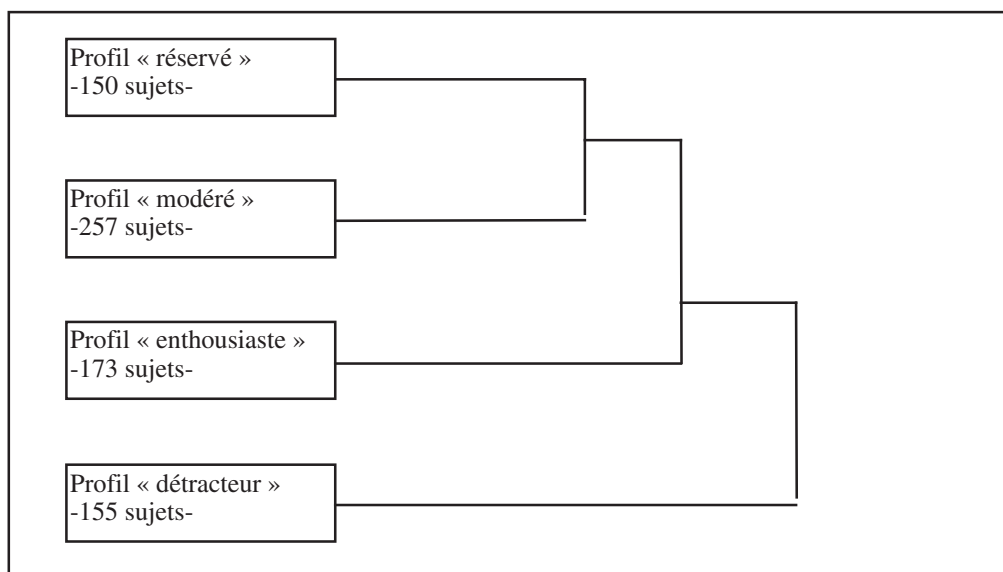 Profil « réservé »
-150 sujets-
Profil « modéré »
-257 sujets-
Profil « enthousiaste »
-173 sujets-
Profil « détracteur »
-155 sujets-